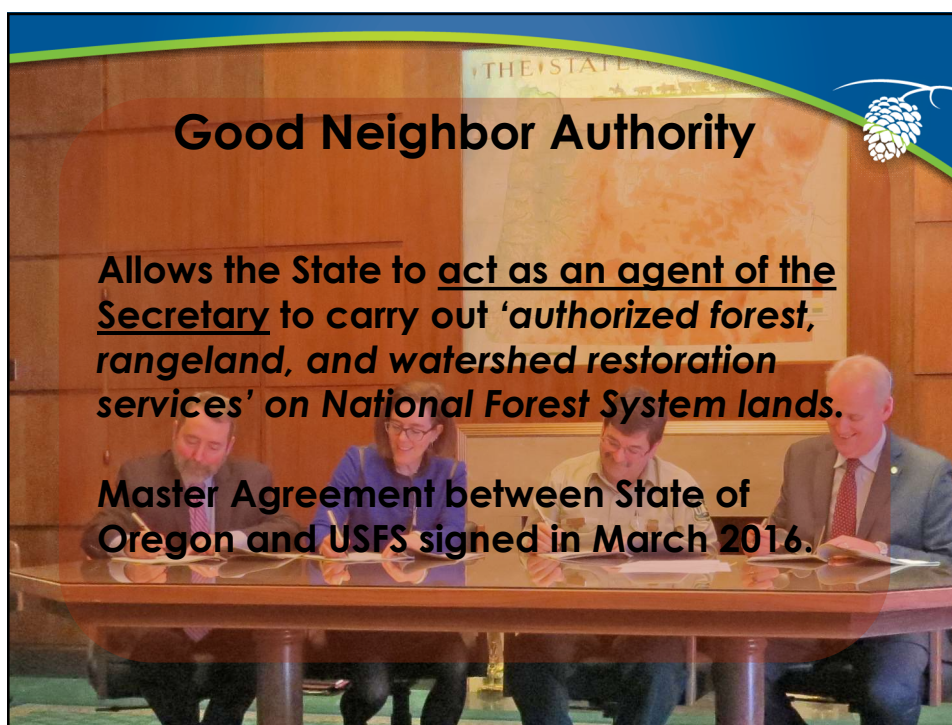 THE STATE
Good Neighbor Authority
Allows the State to act as an agent of the
Secretary to carry out ‘authorized forest,
rangeland, and watershed restoration
services’ on National Forest System lands.
Master Agreement between State of
Oregon and USFS signed in March 2016.